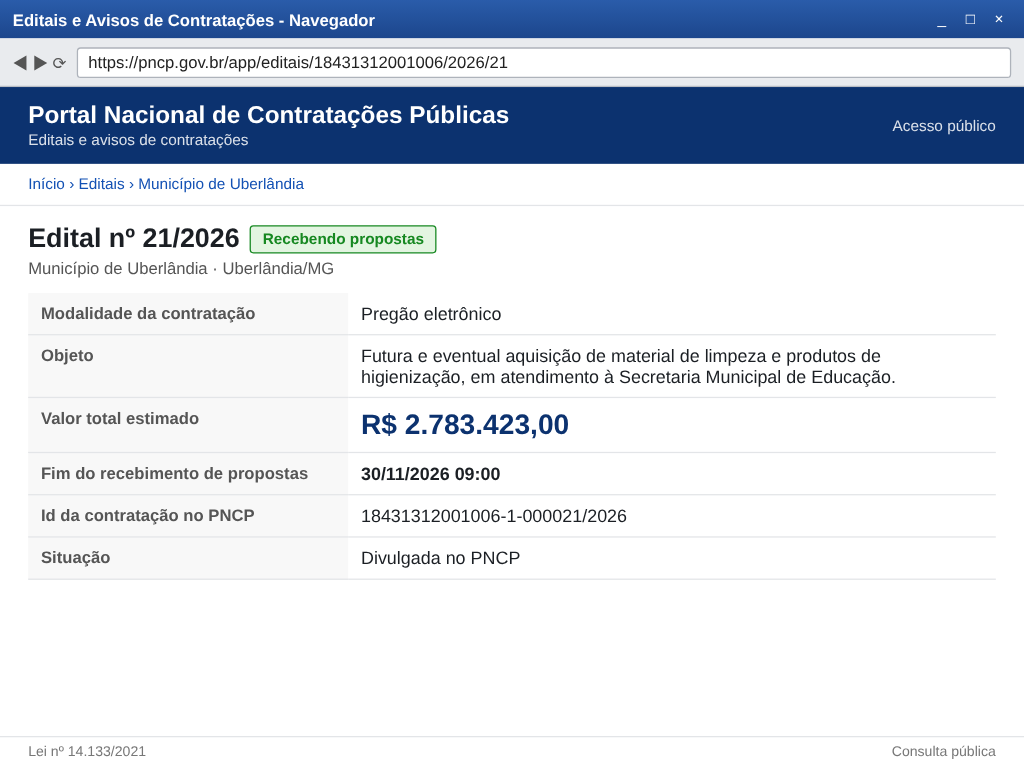 Editais e Avisos de Contratações - Navegador
https://pncp.gov.br/app/editais/18431312001006/2026/21
Portal Nacional de Contratações Públicas
Editais e avisos de contratações
Acesso público
Início › Editais › Município de Uberlândia
Edital nº 21/2026 Recebendo propostas
Município de Uberlândia · Uberlândia/MG
Modalidade da contratação Pregão eletrônico
Objeto Futura e eventual aquisição de material de limpeza e produtos de
higienização, em atendimento à Secretaria Municipal de Educação.
Valor total estimado R$ 2.783.423,00
Fim do recebimento de propostas 30/11/2026 09:00
Id da contratação no PNCP 18431312001006-1-000021/2026
Situação Divulgada no PNCP
Lei nº 14.133/2021 Consulta pública